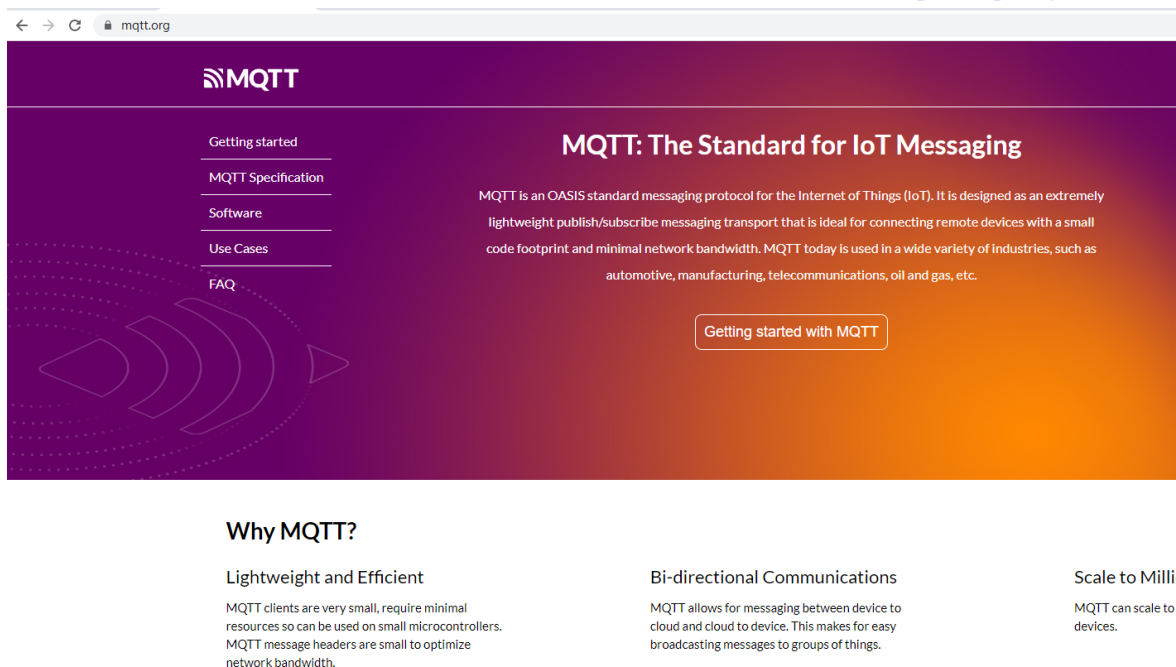 mqtt.org
MQTT
Getting started
MQTT Specification
Software
Use Cases
FAQ
MQTT: The Standard for IoT Messaging
MQTT is an OASIS standard messaging protocol for the Internet of Things (IoT). It is designed as an extremely
lightweight publish/subscribe messaging transport that is ideal for connecting remote devices with a small
code footprint and minimal network bandwidth. MQTT today is used in a wide variety of industries, such as
automotive, manufacturing, telecommunications, oil and gas, etc.
Getting started with MQTT
Why MQTT?
Lightweight and Efficient
MQTT clients are very small, require minimal
resources so can be used on small microcontrollers.
MQTT message headers are small to optimize
network bandwidth.
Bi-directional Communications
MQTT allows for messaging between device to
cloud and cloud to device. This makes for easy
broadcasting messages to groups of things.
Scale to Milli
MQTT can scale to
devices.